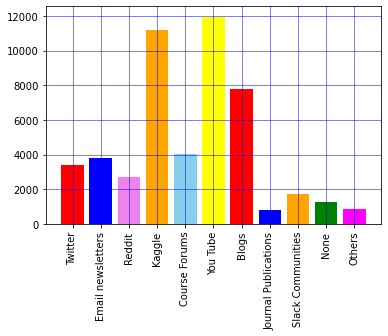 12000
10000
8000
6000
4000
2000
0
Twitter
Email newsletters
Reddit
Kaggle
Course Forums
You Tube
Blogs
Journal Publications
Slack Communities
None
Others